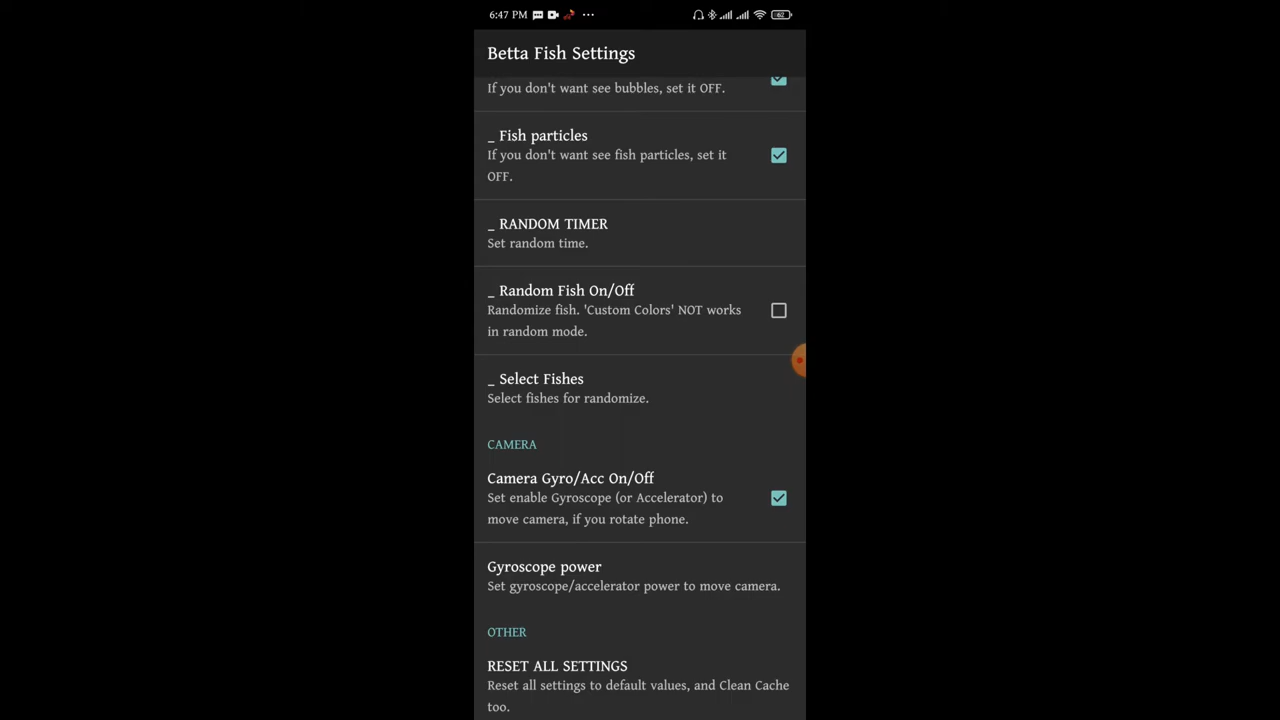 6:47 PM
62
Betta Fish Settings
If you don't want see bubbles, set it OFF.
_ Fish particles
If you don't want see fish particles, set it
OFF.
_ RANDOM TIMER
Set random time.
_ Random Fish On/Off
Randomize fish. 'Custom Colors' NOT works
in random mode.
_ Select Fishes
Select fishes for randomize.
CAMERA
Camera Gyro/Acc On/Off
Set enable Gyroscope (or Accelerator) to
move camera, if you rotate phone.
Gyroscope power
Set gyroscope/accelerator power to move camera.
OTHER
RESET ALL SETTINGS
Reset all settings to default values, and Clean Cache
too.